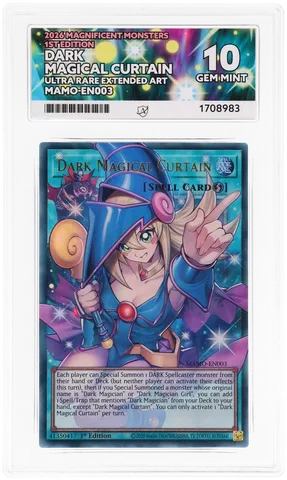 2026 MAGNIFICENT MONSTERS
1ST EDITION
DARK
MAGICAL CURTAIN
ULTRA RARE EXTENDED ART
MAMO-EN003
10
GEM MINT
1708983
DARK MAGICAL CURTAIN
[SPELL CARD]
MAMO-EN003
Each player can Special Summon 1 DARK Spellcaster monster
from their hand or Deck (but neither player can activate their effects
this turn), then if you Special Summoned a monster whose original
name is "Dark Magician" or "Dark Magician Girl", you can add
1 Spell/Trap that mentions "Dark Magician" from your Deck to your
hand, except "Dark Magical Curtain". You can only activate 1 "Dark
Magical Curtain" per turn.
1st Edition